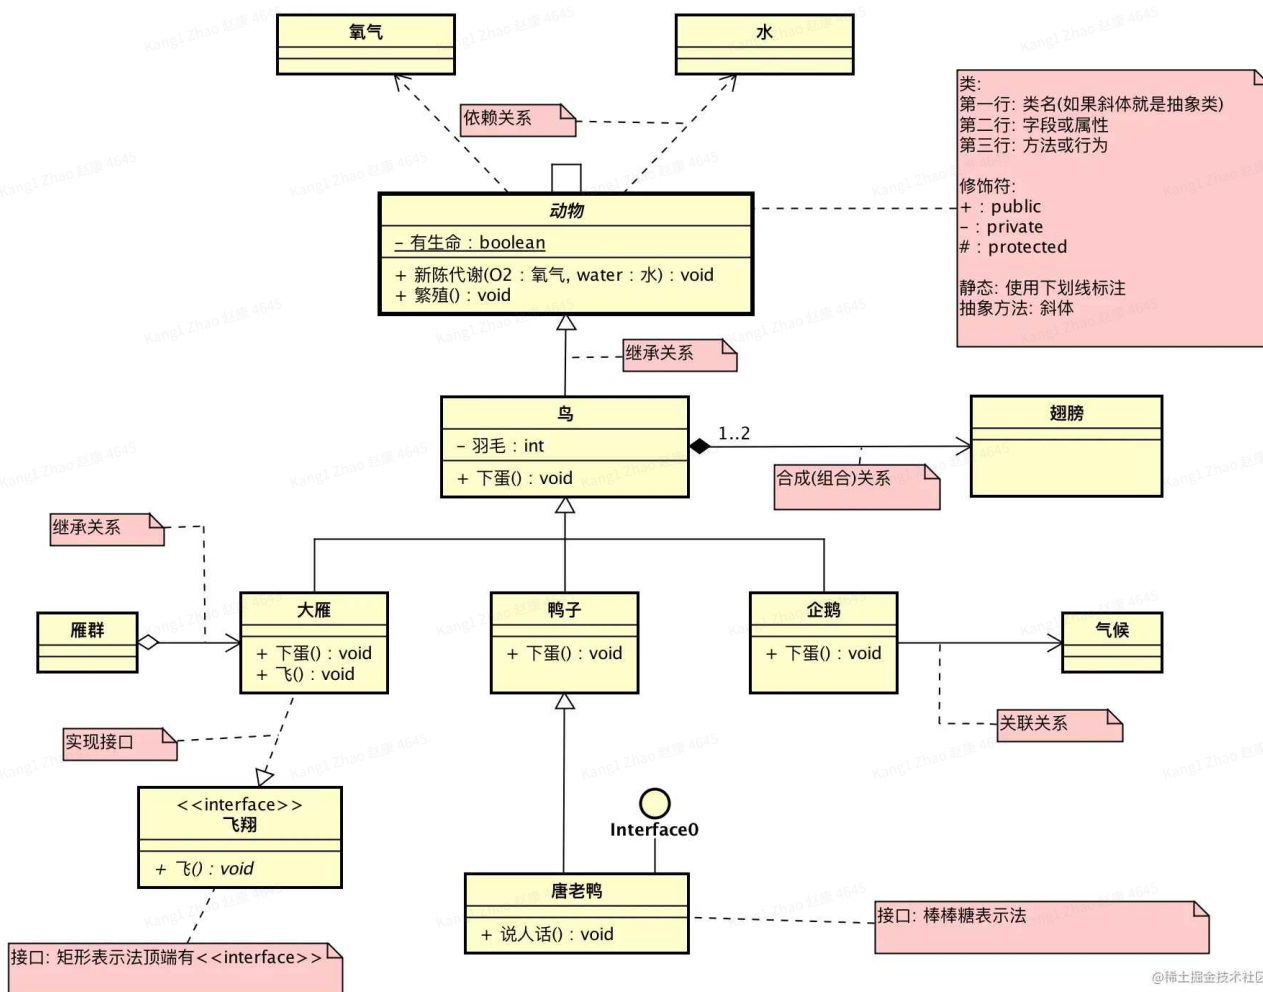 氧气
水
依赖关系
类:
第一行: 类名(如果斜体就是抽象类)
第二行: 字段或属性
第三行: 方法或行为
修饰符:
+ : public
- : private
# : protected
静态: 使用下划线标注
抽象方法: 斜体
动物
- 有生命 : boolean
+ 新陈代谢(O2 : 氧气, water : 水) : void
+ 繁殖() : void
继承关系
鸟
- 羽毛 : int
+ 下蛋() : void
1..2
翅膀
合成(组合)关系
继承关系
雁群
大雁
+ 下蛋() : void
+ 飞() : void
鸭子
+ 下蛋() : void
企鹅
+ 下蛋() : void
气候
关联关系
实现接口
<<interface>>
飞翔
+ 飞() : void
Interface0
唐老鸭
+ 说人话() : void
接口: 棒棒糖表示法
接口: 矩形表示法顶端有<<interface>>
@稀土掘金技术社区
Kang1 Zhao 赵康 4645